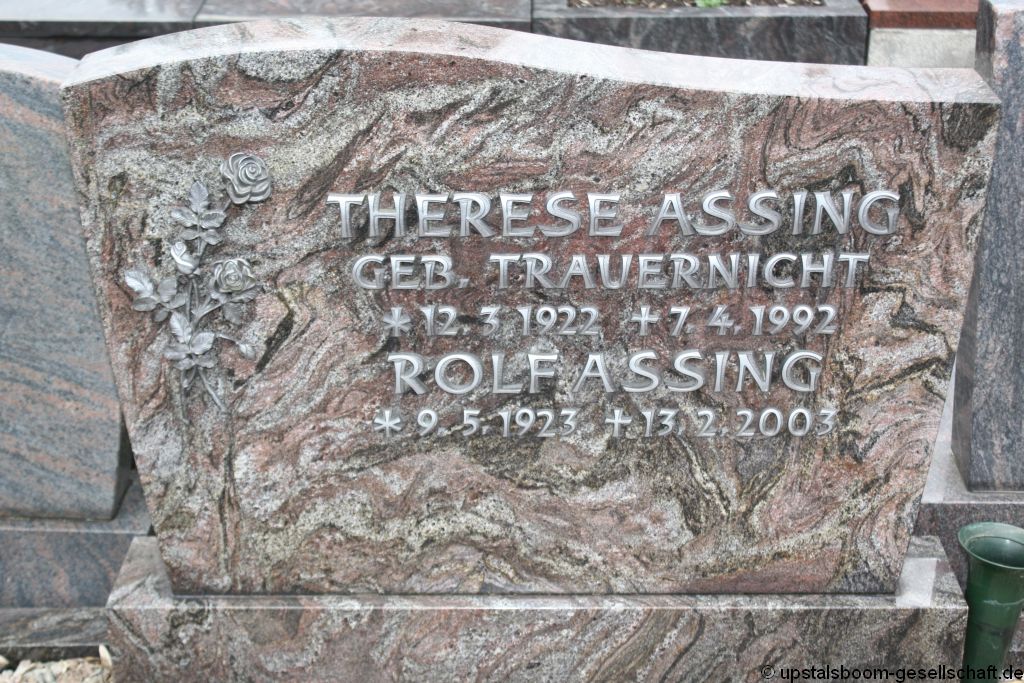 THERESE ASSING
GEB. TRAUERNICHT
* 12. 3 1922 + 7. 4. 1992
ROLF ASSING
* 9. 5. 1923 + 13. 2. 2003
© upstalsboom-gesellschaft.de